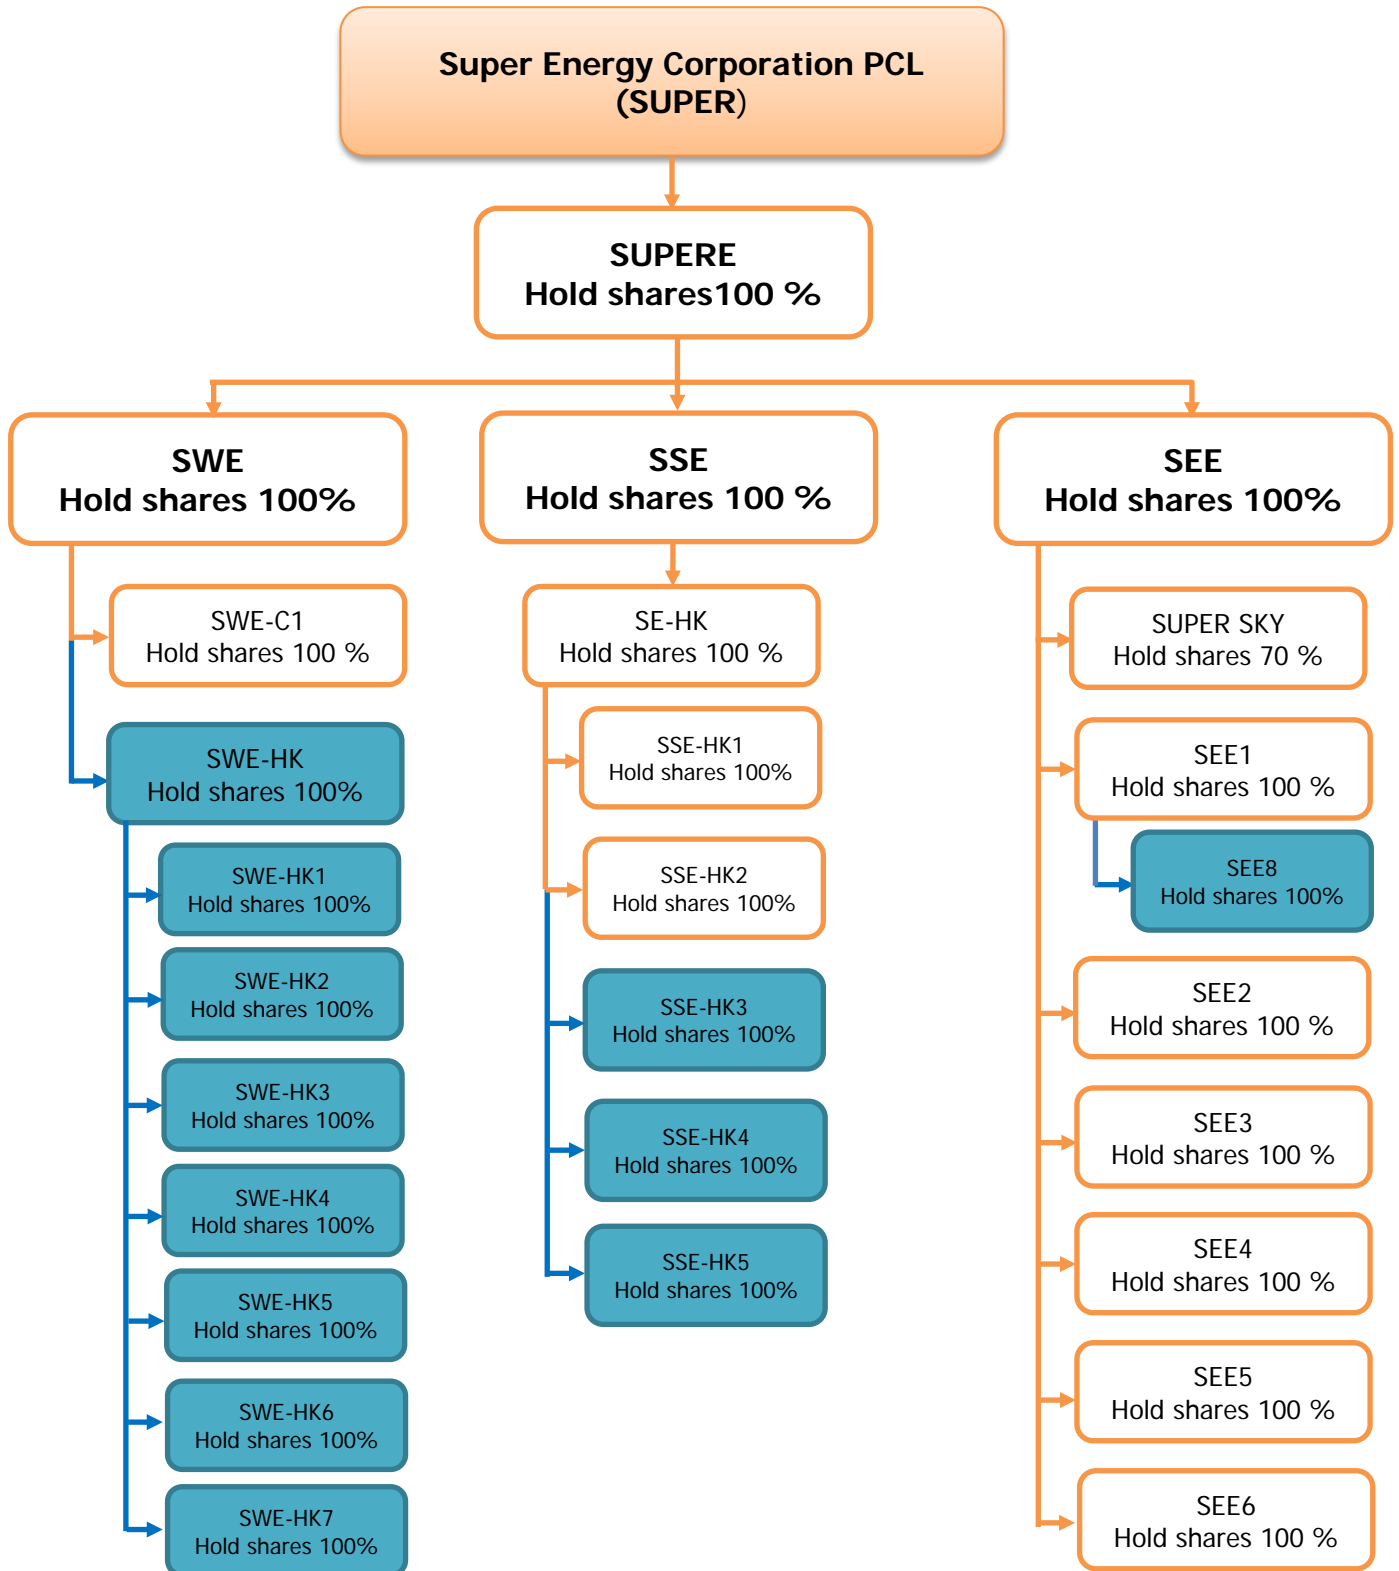 Super Energy Corporation PCL
(SUPER)
SUPERE
Hold shares100 %
SWE
Hold shares 100%
SSE
Hold shares 100 %
SEE
Hold shares 100%
SWE-C1
Hold shares 100 %
SWE-HK
Hold shares 100%
SWE-HK1
Hold shares 100%
SWE-HK2
Hold shares 100%
SWE-HK3
Hold shares 100%
SWE-HK4
Hold shares 100%
SWE-HK5
Hold shares 100%
SWE-HK6
Hold shares 100%
SWE-HK7
Hold shares 100%
SE-HK
Hold shares 100 %
SSE-HK1
Hold shares 100%
SSE-HK2
Hold shares 100%
SSE-HK3
Hold shares 100%
SSE-HK4
Hold shares 100%
SSE-HK5
Hold shares 100%
SUPER SKY
Hold shares 70 %
SEE1
Hold shares 100 %
SEE8
Hold shares 100%
SEE2
Hold shares 100 %
SEE3
Hold shares 100 %
SEE4
Hold shares 100 %
SEE5
Hold shares 100 %
SEE6
Hold shares 100 %